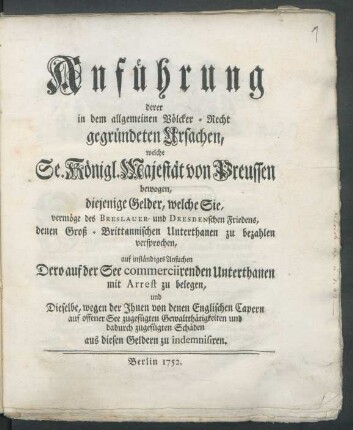 Anführung
derer
in dem allgemeinen Völcker-Recht
gegründeten Ursachen,
welche
Se. Königl. Majestät von Preussen
bewogen,
diejenige Gelder, welche Sie,
vermöge des BRESLAUER- und DRESDENschen Friedens,
denen Groß-Brittannischen Unterthanen zu bezahlen
versprochen,
auf inständiges Ansuchen
Dero auf der See commerciirenden Unterthanen
mit Arrest zu belegen,
und
Dieselbe, wegen der Ihnen von denen Englischen Capern
auf offener See zugefügten Gewaltthätigkeiten und
dadurch zugefügten Schäden
aus diesen Geldern zu indemnisiren.
Berlin 1752.